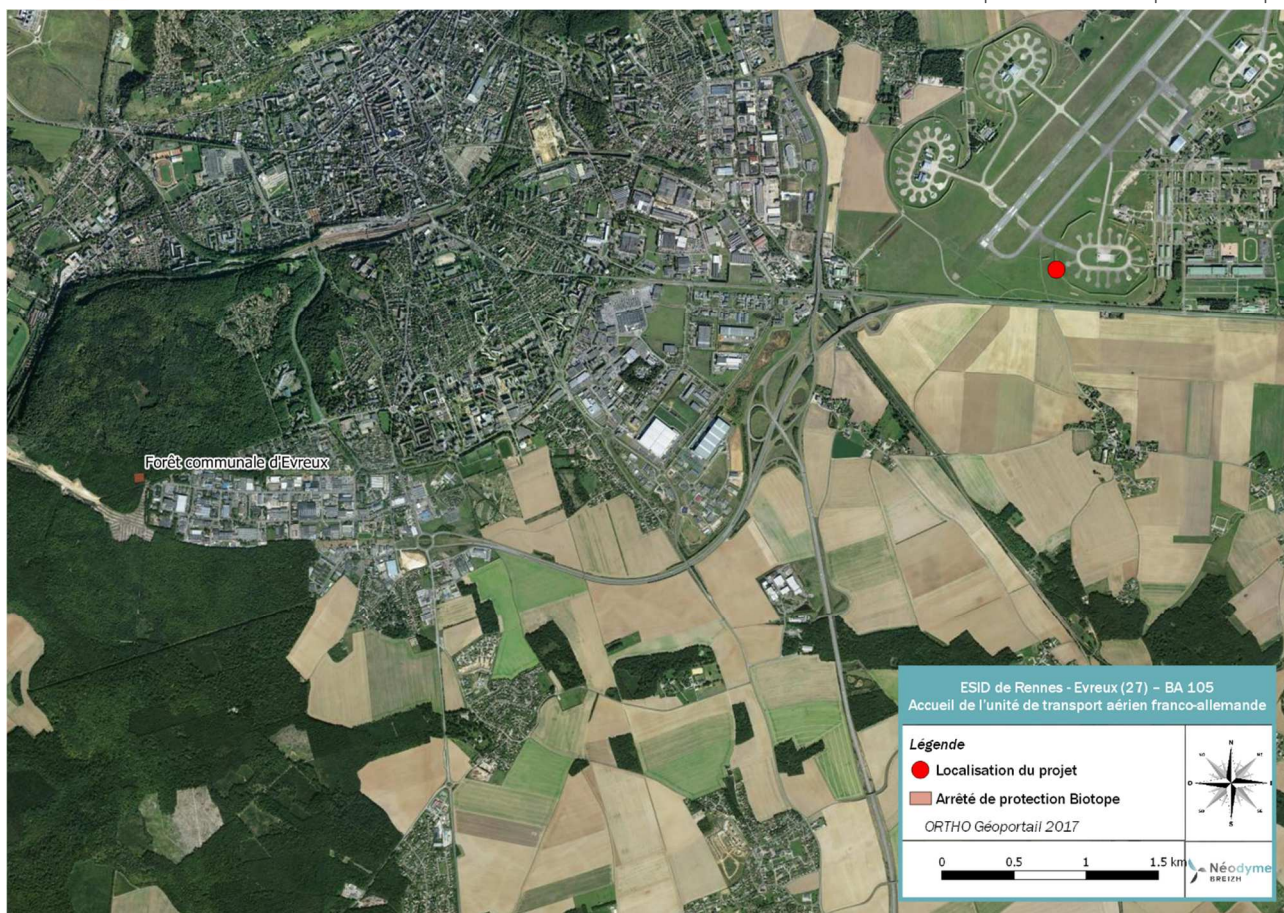 Forêt communale d'Evreux
ESID de Rennes - Evreux (27) – BA 105
Accueil de l'unité de transport aérien franco-allemande
Légende
Localisation du projet
Arrêté de protection Biotope
ORTHO Géoportail 2017
N
O
S
0 0.5 1 1.5 km
Néodyme
BREIZH